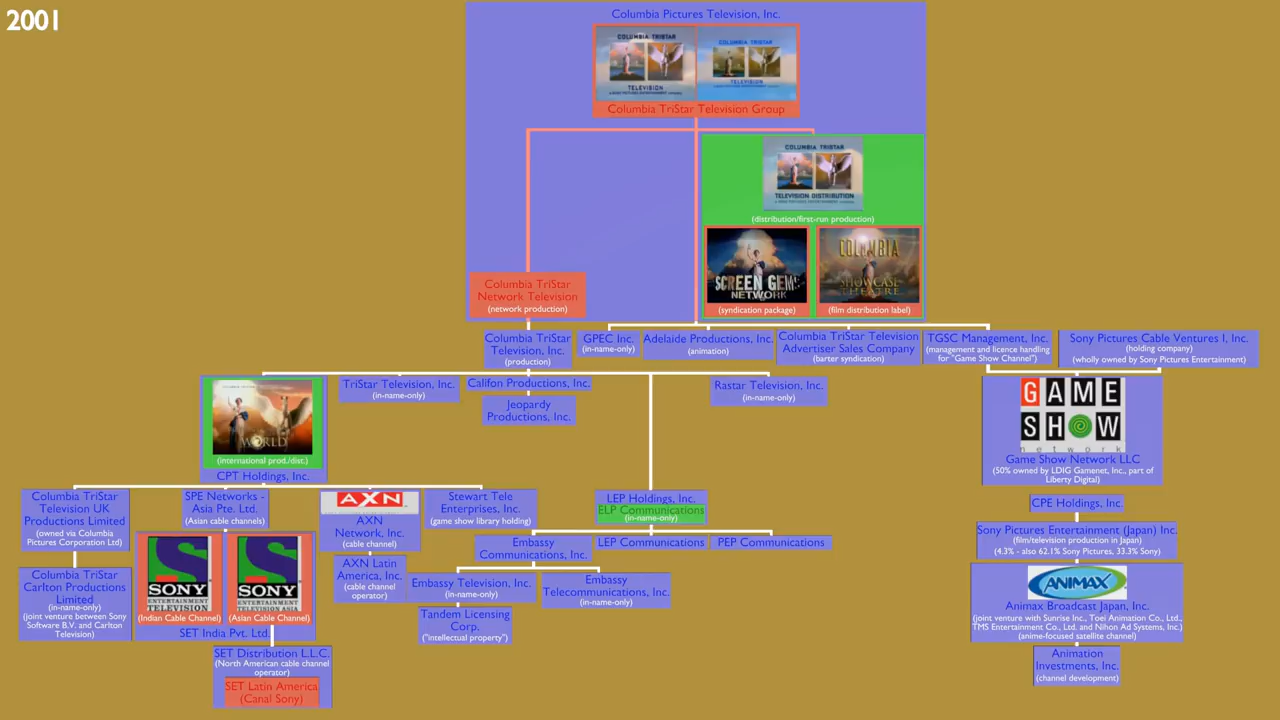 2001
Columbia Pictures Television, Inc.
COLUMBIA TRISTAR
TELEVISION
COLUMBIA TRISTAR
TELEVISION
Columbia TriStar Television Group
COLUMBIA TRISTAR
TELEVISION DISTRIBUTION
(distribution/first-run production)
SCREEN GEMS
NETWORK
(syndication package)
COLUMBIA
SHOWCASE
THEATRE
(film distribution label)
Columbia TriStar
Network Television
(network production)
Columbia TriStar
Television, Inc.
(production)
GPEC Inc.
(in-name-only)
Adelaide Productions, Inc.
(animation)
Columbia TriStar Television
Advertiser Sales Company
(barter syndication)
TGSC Management, Inc.
(management and licence handling
for "Game Show Channel")
Sony Pictures Cable Ventures I, Inc.
(holding company)
(wholly owned by Sony Pictures Entertainment)
WORLD
(international prod./dist.)
CPT Holdings, Inc.
TriStar Television, Inc.
(in-name-only)
Califon Productions, Inc.
Jeopardy
Productions, Inc.
Rastar Television, Inc.
(in-name-only)
GAME
SHOW
network
Game Show Network LLC
(50% owned by LDIG Gamenet, Inc., part of
Liberty Digital)
Columbia TriStar
Television UK
Productions Limited
(owned via Columbia
Pictures Corporation Ltd)
SPE Networks -
Asia Pte. Ltd.
(Asian cable channels)
AXN
AXN
Network, Inc.
(cable channel)
Stewart Tele
Enterprises, Inc.
(game show library holding)
LEP Holdings, Inc.
ELP Communications
(in-name-only)
CPE Holdings, Inc.
Sony Pictures Entertainment (Japan) Inc.
(film/television production in Japan)
(4.3% - also 62.1% Sony Pictures, 33.3% Sony)
Embassy
Communications, Inc.
LEP Communications
PEP Communications
Columbia TriStar
Carlton Productions
Limited
(in-name-only)
(joint venture between Sony
Software B.V. and Carlton
Television)
SONY
ENTERTAINMENT
TELEVISION
(Indian Cable Channel)
SONY
ENTERTAINMENT
TELEVISION ASIA
(Asian cable channel)
SET India Pvt. Ltd.
AXN Latin
America, Inc.
(cable channel
operator)
Embassy Television, Inc.
(in-name-only)
Embassy
Telecommunications, Inc.
(in-name-only)
Tandem Licensing
Corp.
("intellectual property")
ANIMAX
Animax Broadcast Japan, Inc.
(joint venture with Sunrise Inc., Toei Animation Co., Ltd.,
TMS Entertainment Co., Ltd. and Nihon Ad Systems, Inc.)
(anime-focused satellite channel)
Animation
Investments, Inc.
(channel development)
SET Distribution L.L.C.
(North American cable channel
operator)
SET Latin America
(Canal Sony)